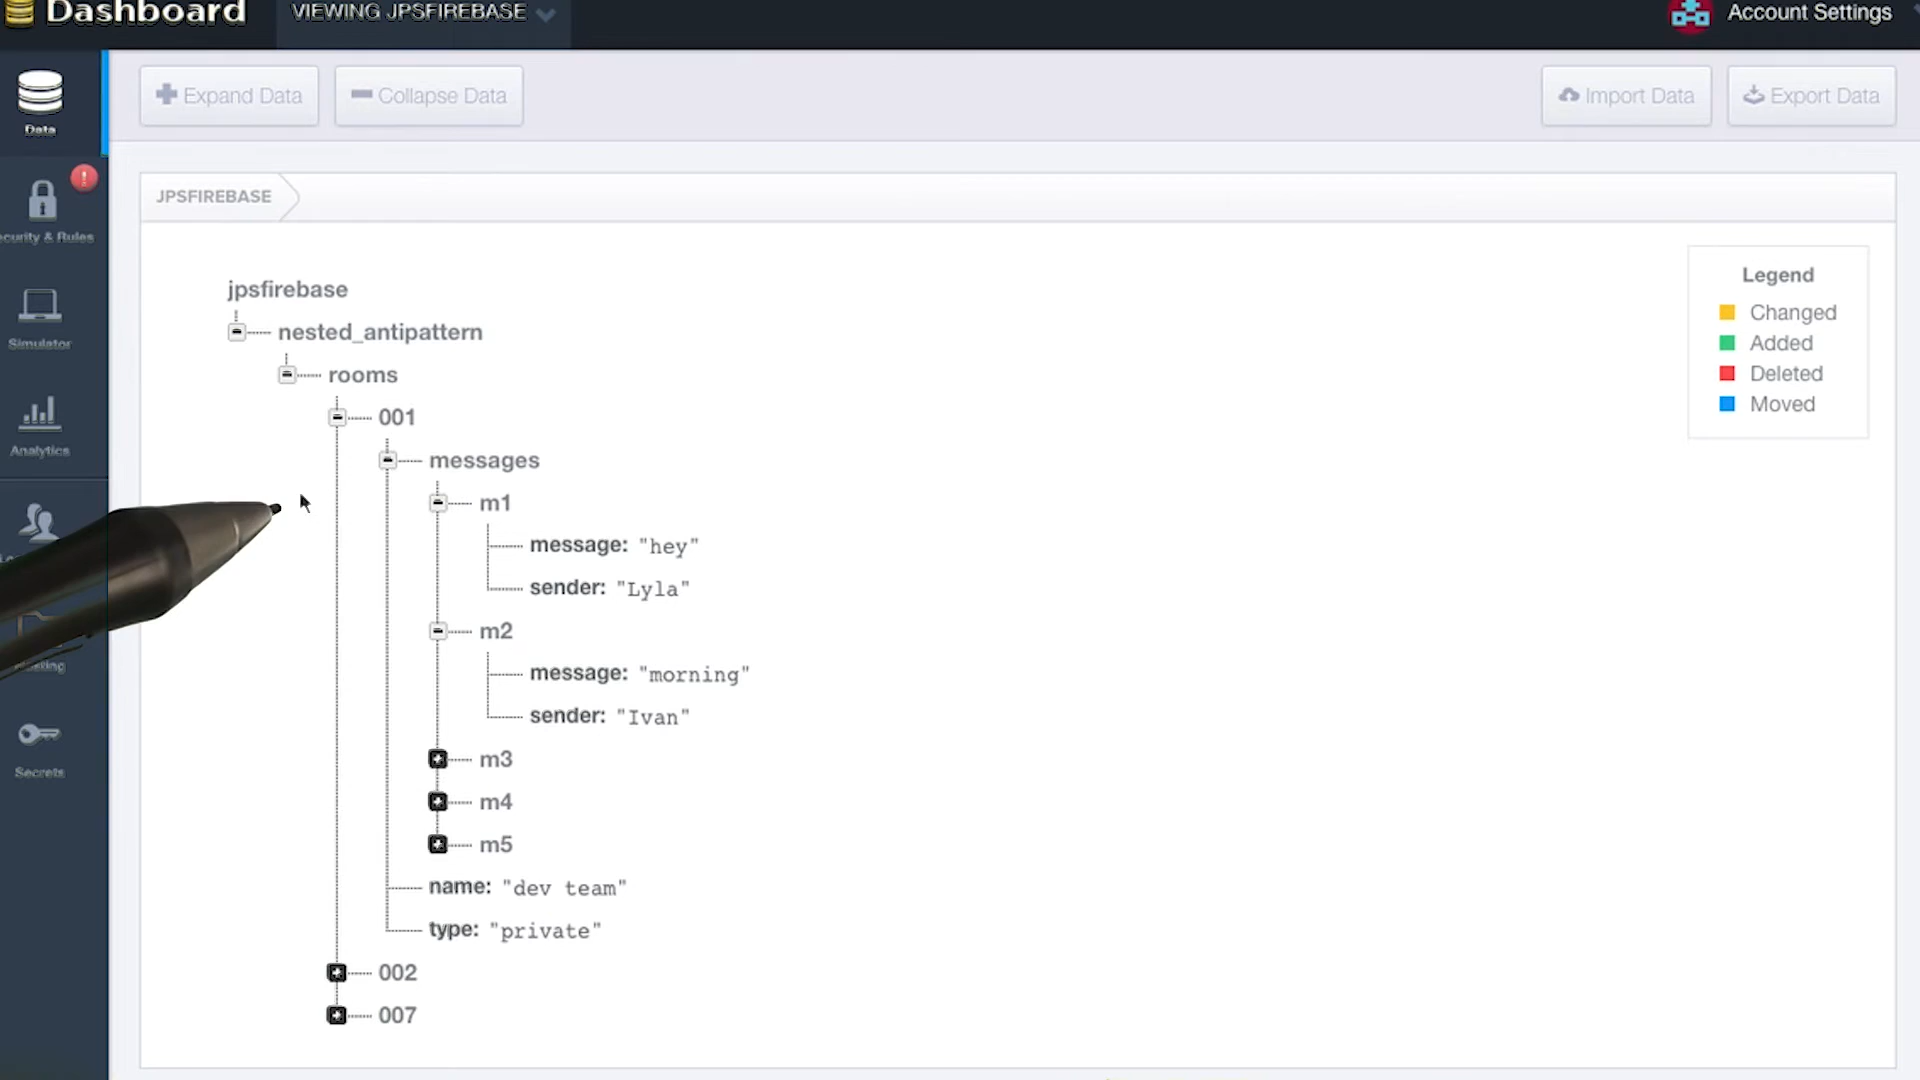 Dashboard
VIEWING JPSFIREBASE
Account Settings
Data
Expand Data
Collapse Data
Import Data
Export Data
curity & Rules
Simulator
Analytics
Secrets
JPSFIREBASE
jpsfirebase
nested_antipattern
rooms
001
messages
m1
message: "hey"
sender: "Lyla"
m2
message: "morning"
sender: "Ivan"
m3
m4
m5
name: "dev team"
type: "private"
002
007
Legend
Changed
Added
Deleted
Moved